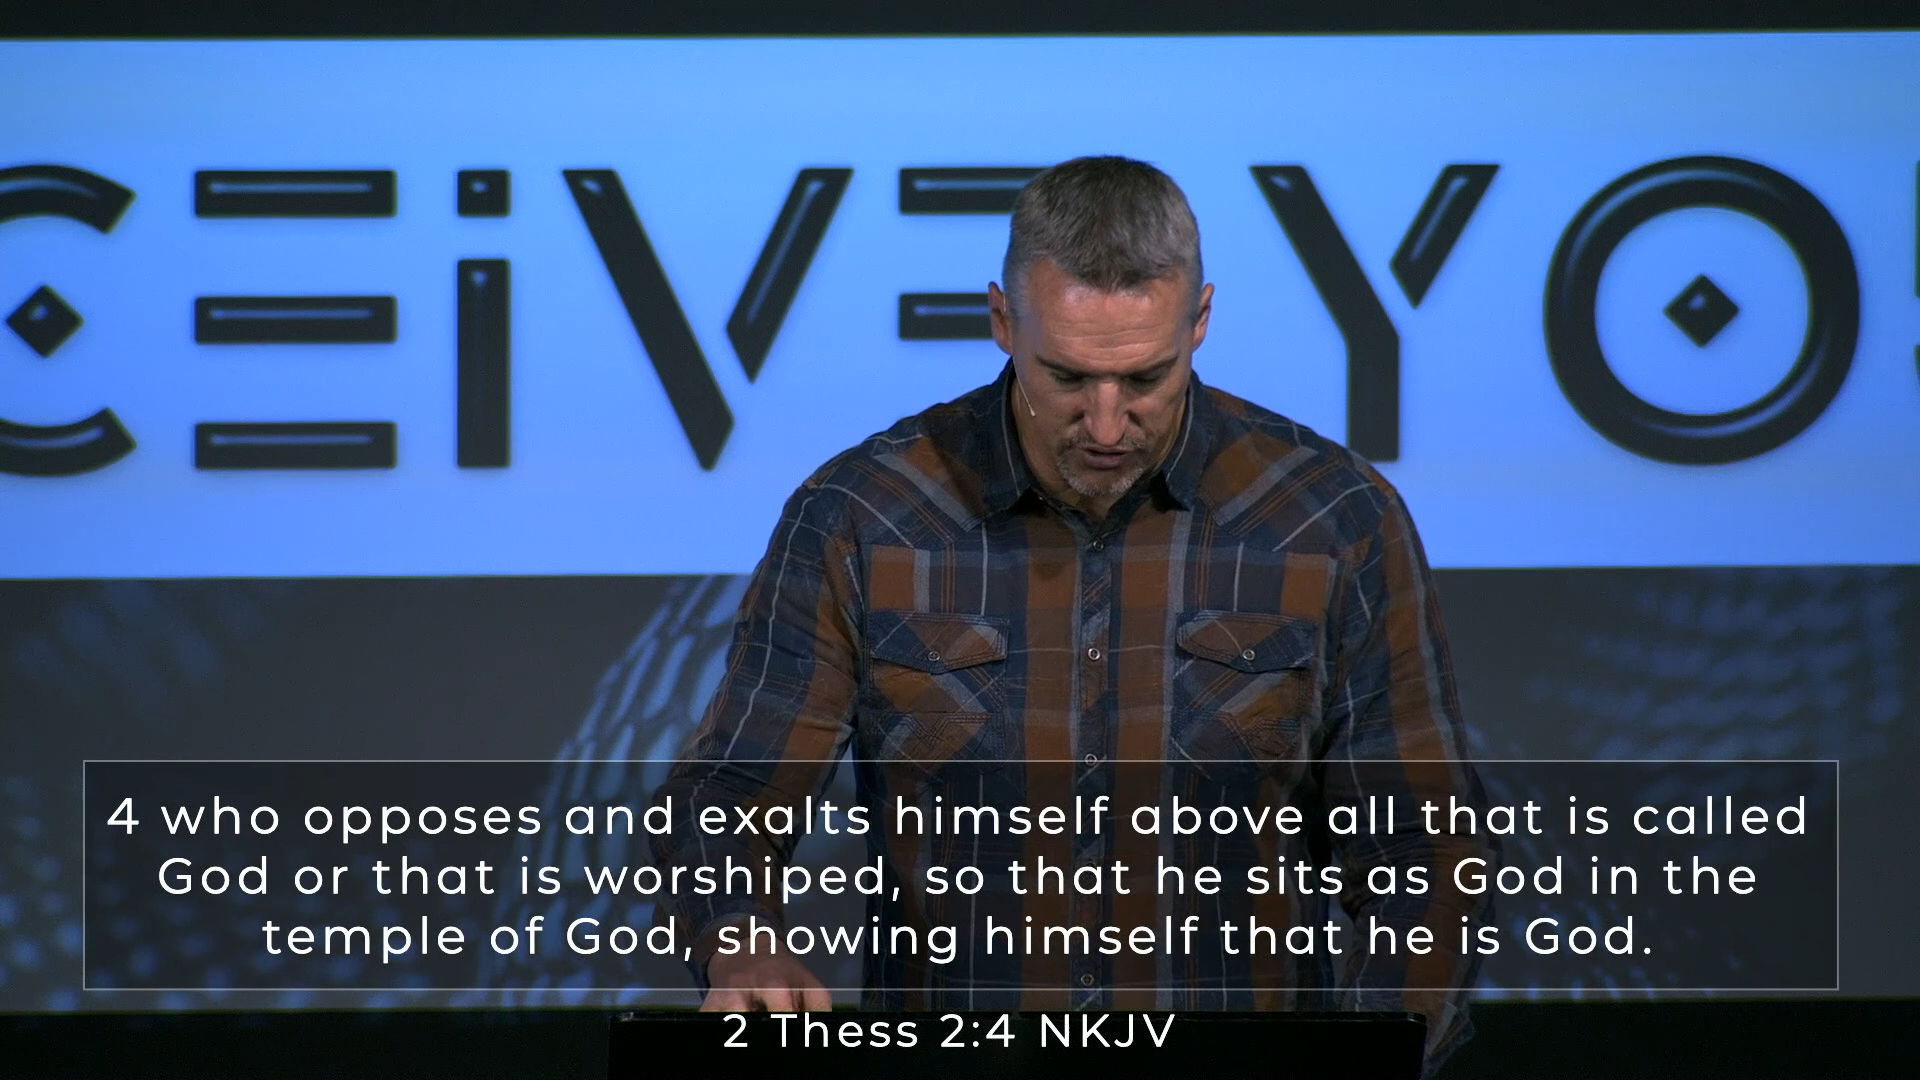 CEiVE YO
4 who opposes and exalts himself above all that is called
God or that is worshiped, so that he sits as God in the
temple of God, showing himself that he is God.
2 Thess 2:4 NKJV